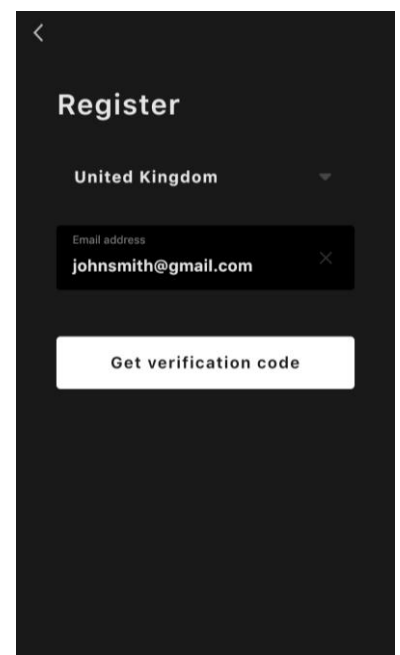 Register
United Kingdom
Email address
johnsmith@gmail.com
Get verification code